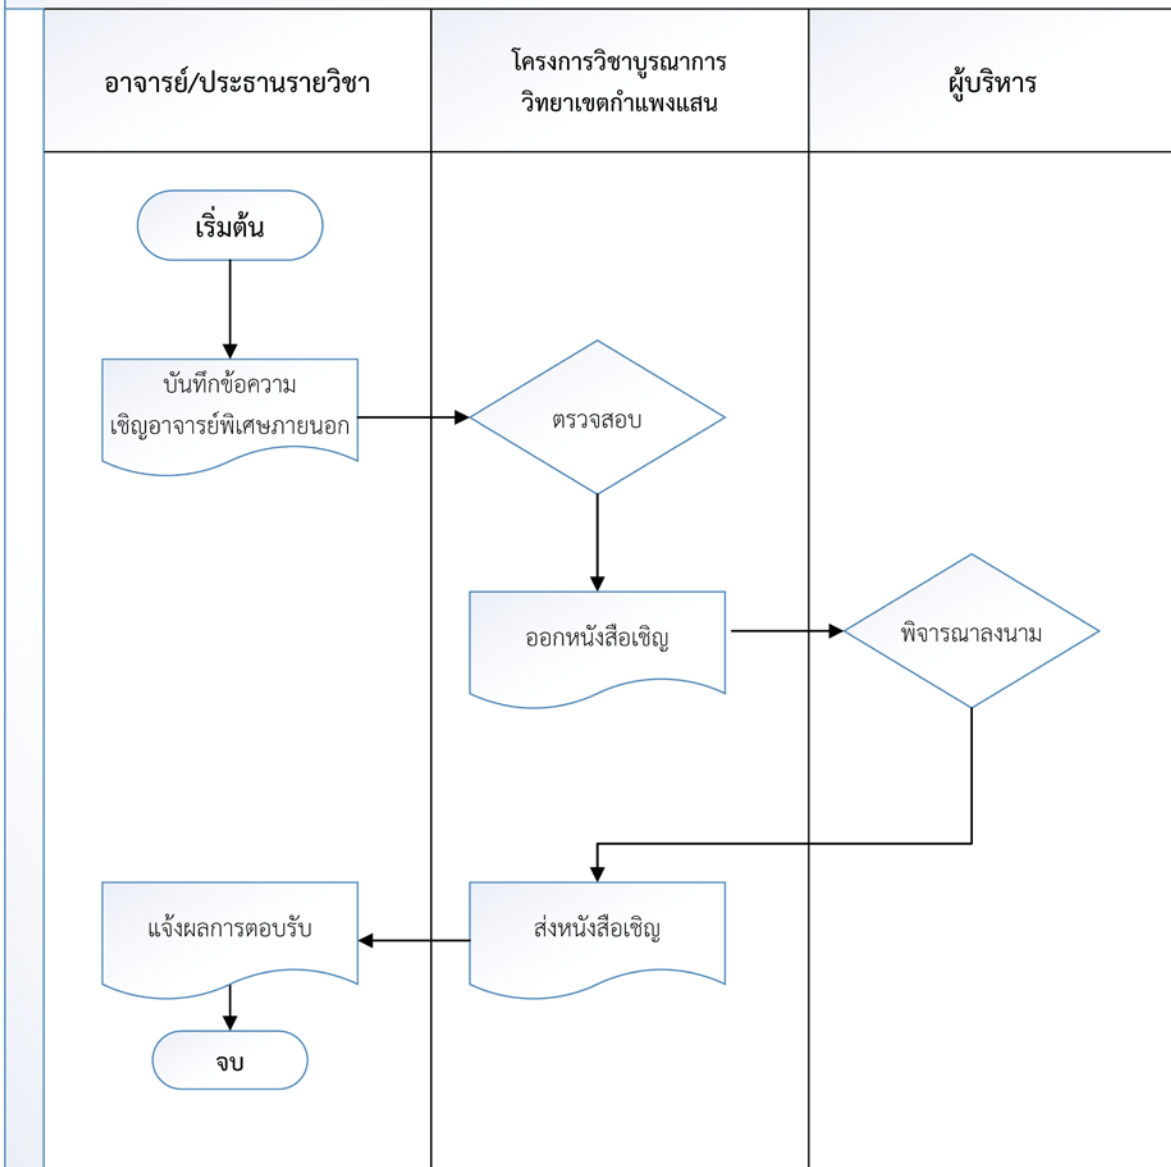 อาจารย์/ประธานรายวิชา
โครงการวิชาบูรณาการ
วิทยาเขตกำแพงแสน
ผู้บริหาร
เริ่มต้น
บันทึกข้อความ
เชิญอาจารย์พิเศษภายนอก
ตรวจสอบ
ออกหนังสือเชิญ
พิจารณาลงนาม
แจ้งผลการตอบรับ
ส่งหนังสือเชิญ
จบ